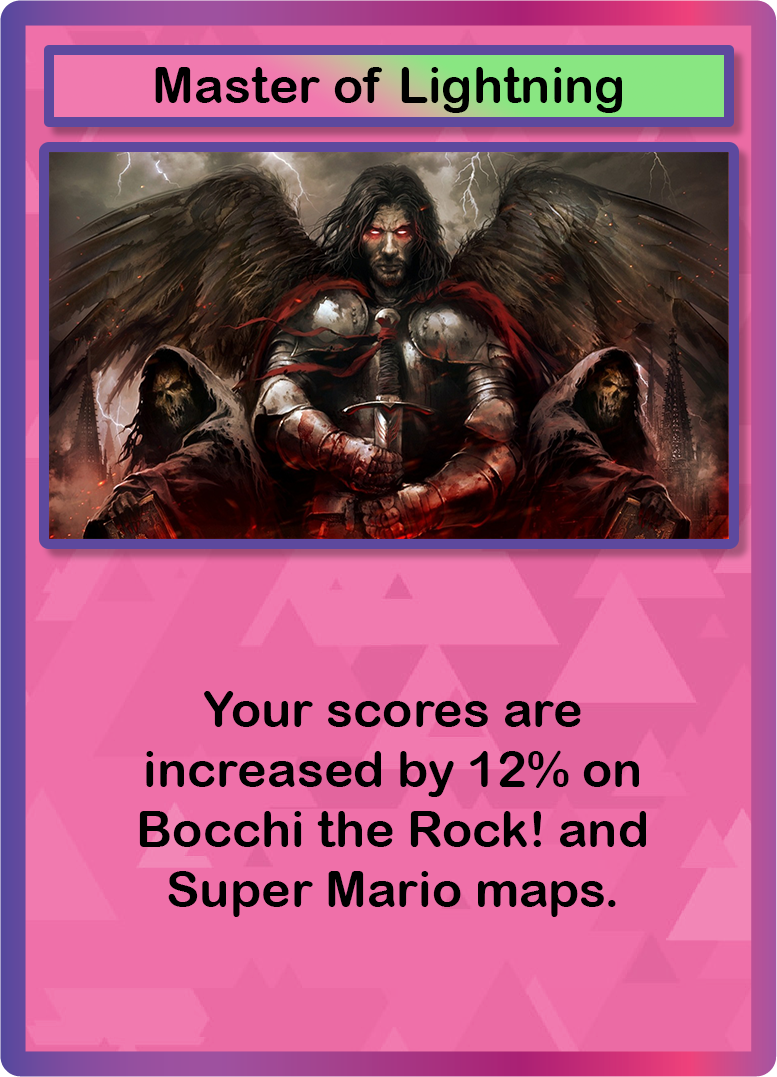 Master of Lightning
Your scores are
increased by 12% on
Bocchi the Rock! and
Super Mario maps.